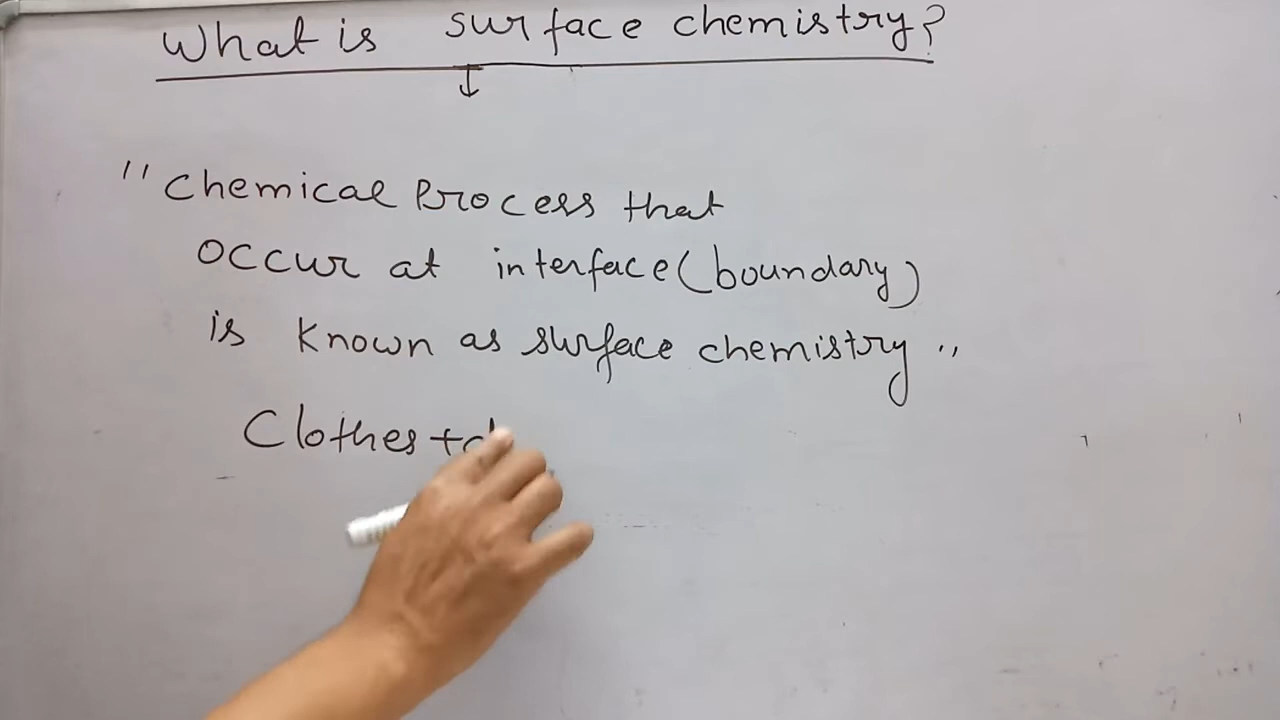 What is surface chemistry?
"Chemical Process that
occur at interface (boundary)
is known as surface chemistry"
Clothes + d